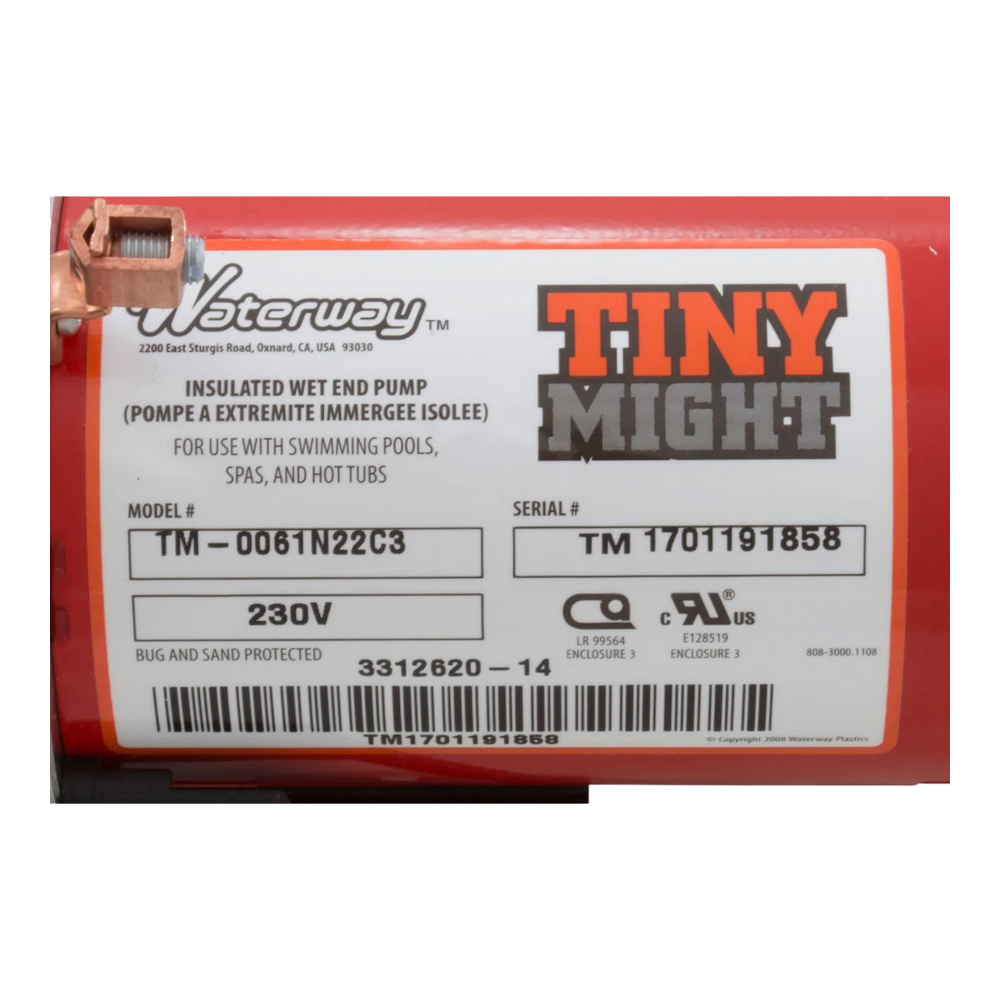 Waterway™
2200 East Sturgis Road, Oxnard, CA, USA 93030
INSULATED WET END PUMP
(POMPE A EXTREMITE IMMERGEE ISOLEE)
FOR USE WITH SWIMMING POOLS,
SPAS, AND HOT TUBS
TINY
MIGHT
MODEL #
TM-0061N22C3
SERIAL #
TM 1701191858
230V
BUG AND SAND PROTECTED
LR 99564
ENCLOSURE 3
C RU® US
E128519
ENCLOSURE 3
808-3000.1108
3312620-14
TM1701191858
© Copyright 2008 Waterway Plastics